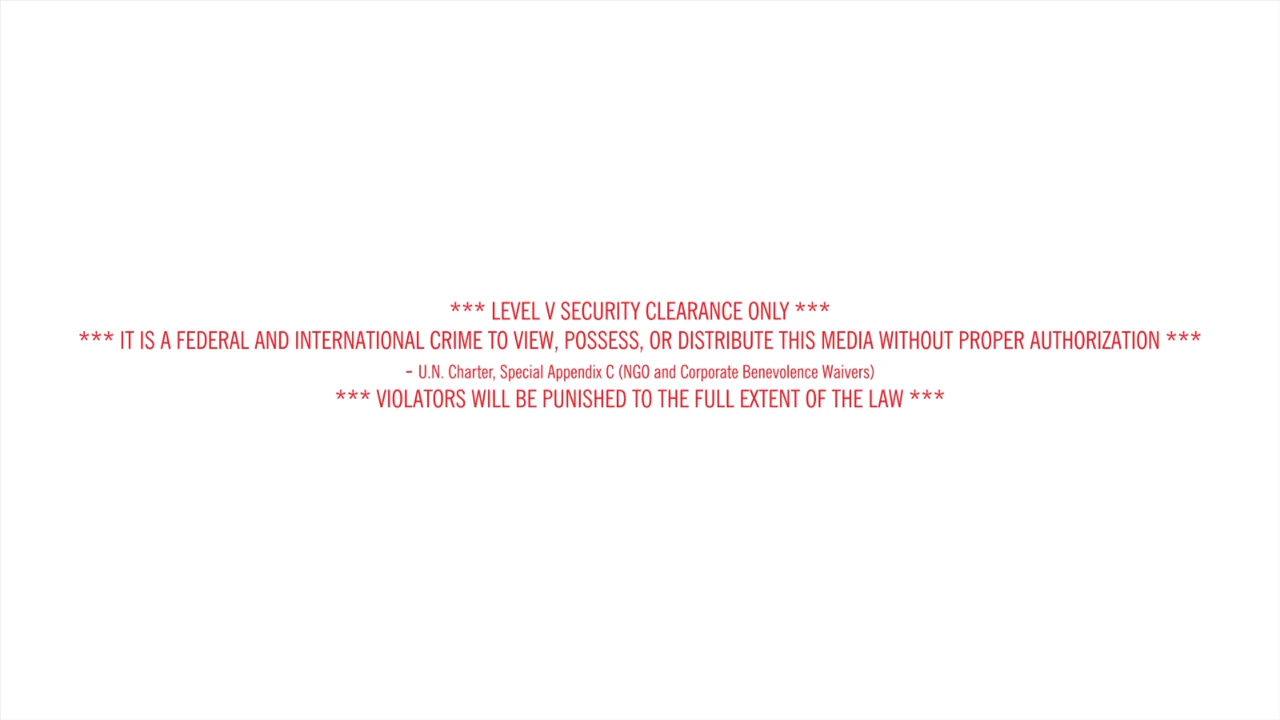 *** LEVEL V SECURITY CLEARANCE ONLY ***
*** IT IS A FEDERAL AND INTERNATIONAL CRIME TO VIEW, POSSESS, OR DISTRIBUTE THIS MEDIA WITHOUT PROPER AUTHORIZATION ***
– U.N. Charter, Special Appendix C (NGO and Corporate Benevolence Waivers)
*** VIOLATORS WILL BE PUNISHED TO THE FULL EXTENT OF THE LAW ***